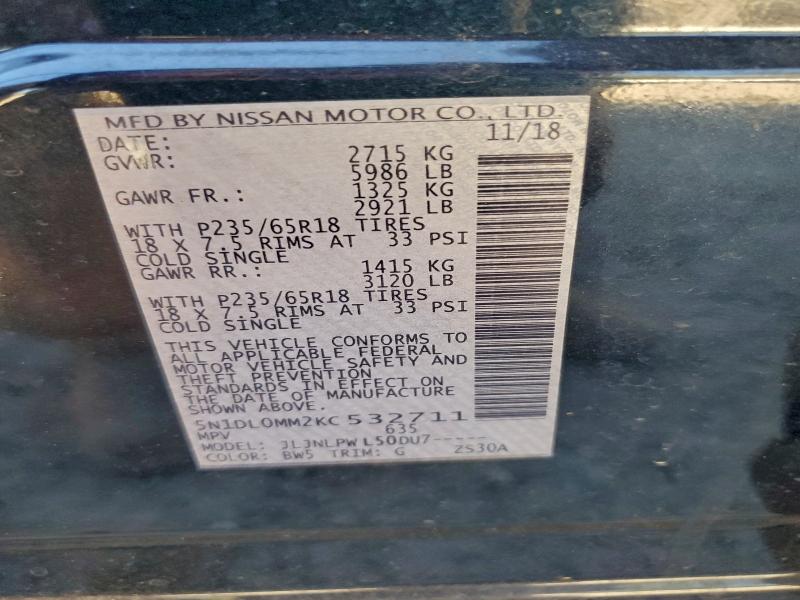 MFD BY NISSAN MOTOR CO., LTD.
DATE: 11/18
GVWR: 2715 KG
5986 LB
GAWR FR.: 1325 KG
2921 LB
WITH P235/65R18 TIRES
18 X 7.5 RIMS AT 33 PSI
COLD SINGLE
GAWR RR.: 1415 KG
3120 LB
WITH P235/65R18 TIRES
18 X 7.5 RIMS AT 33 PSI
COLD SINGLE
THIS VEHICLE CONFORMS TO
ALL APPLICABLE FEDERAL
MOTOR VEHICLE SAFETY AND
THEFT PREVENTION
STANDARDS IN EFFECT ON
THE DATE OF MANUFACTURE
SHOWN ABOVE.
5N1DL0MM2KC532711
MPV 635
MODEL: JLJNLPWL50DU7-----
COLOR: BW5 TRIM: G ZS30A